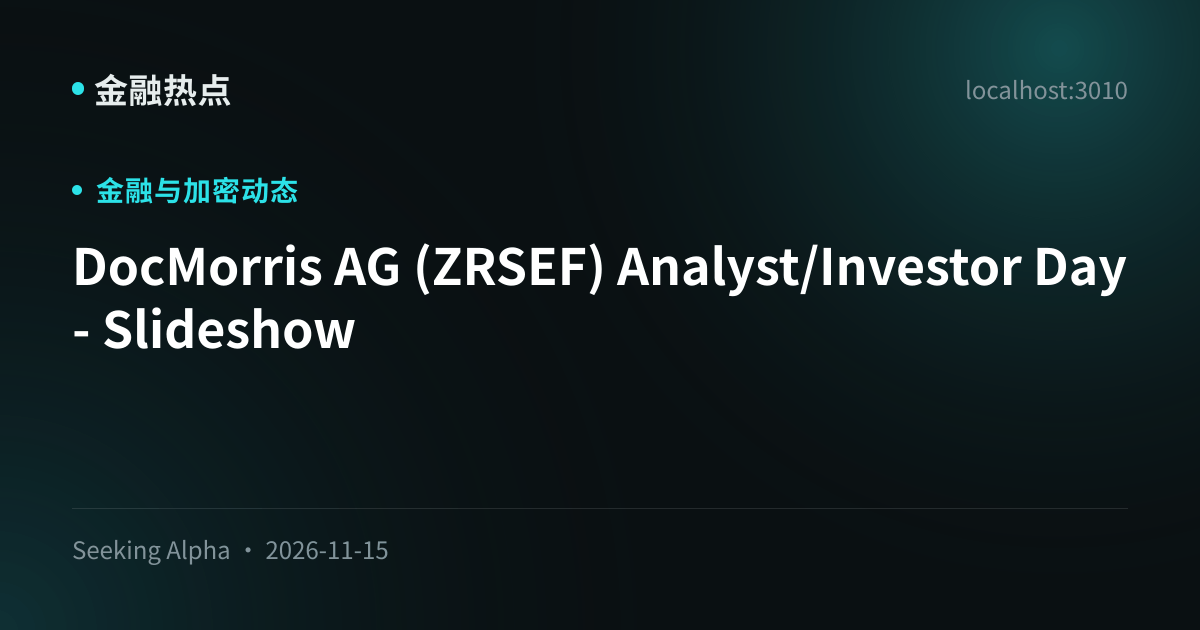 金融热点
localhost:3010
金融与加密动态
DocMorris AG (ZRSEF) Analyst/Investor Day
- Slideshow
Seeking Alpha • 2026-11-15